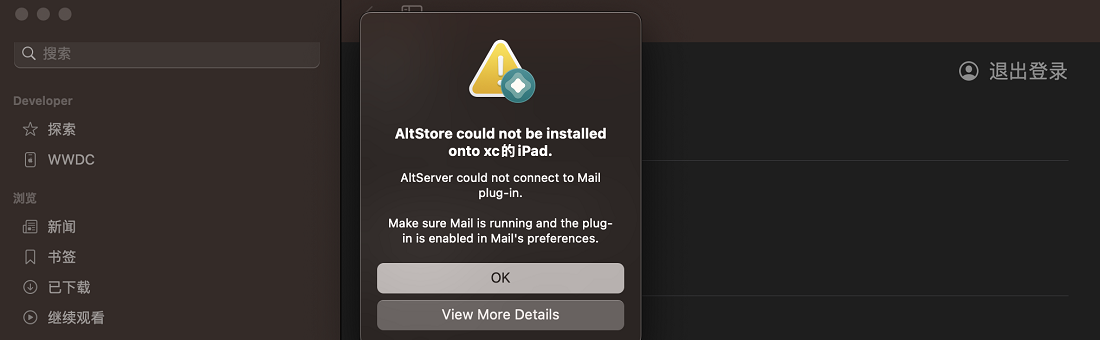 搜索
Developer
探索
WWDC
浏览
新闻
书签
已下载
继续观看
退出登录
AltStore could not be installed
onto xc的 iPad.
AltServer could not connect to Mail
plug-in.
Make sure Mail is running and the plug-
in is enabled in Mail's preferences.
OK
View More Details